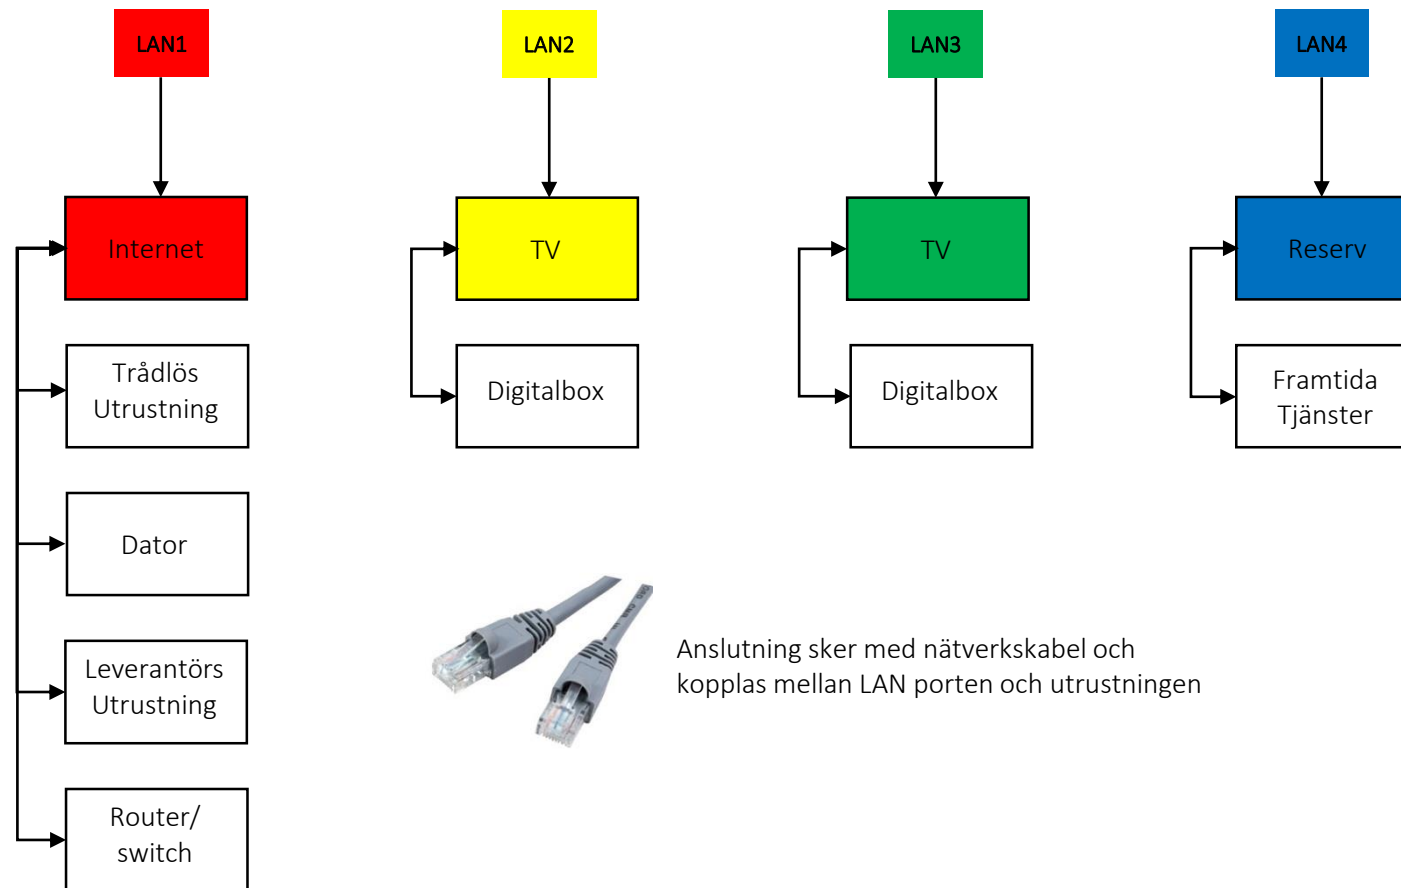 LAN1
LAN2
LAN3
LAN4
Internet
TV
TV
Reserv
Trådlös
Utrustning
Digitalbox
Digitalbox
Framtida
Tjänster
Dator
Leverantörs
Utrustning
Anslutning sker med nätverkskabel och
kopplas mellan LAN porten och utrustningen
Router/
switch